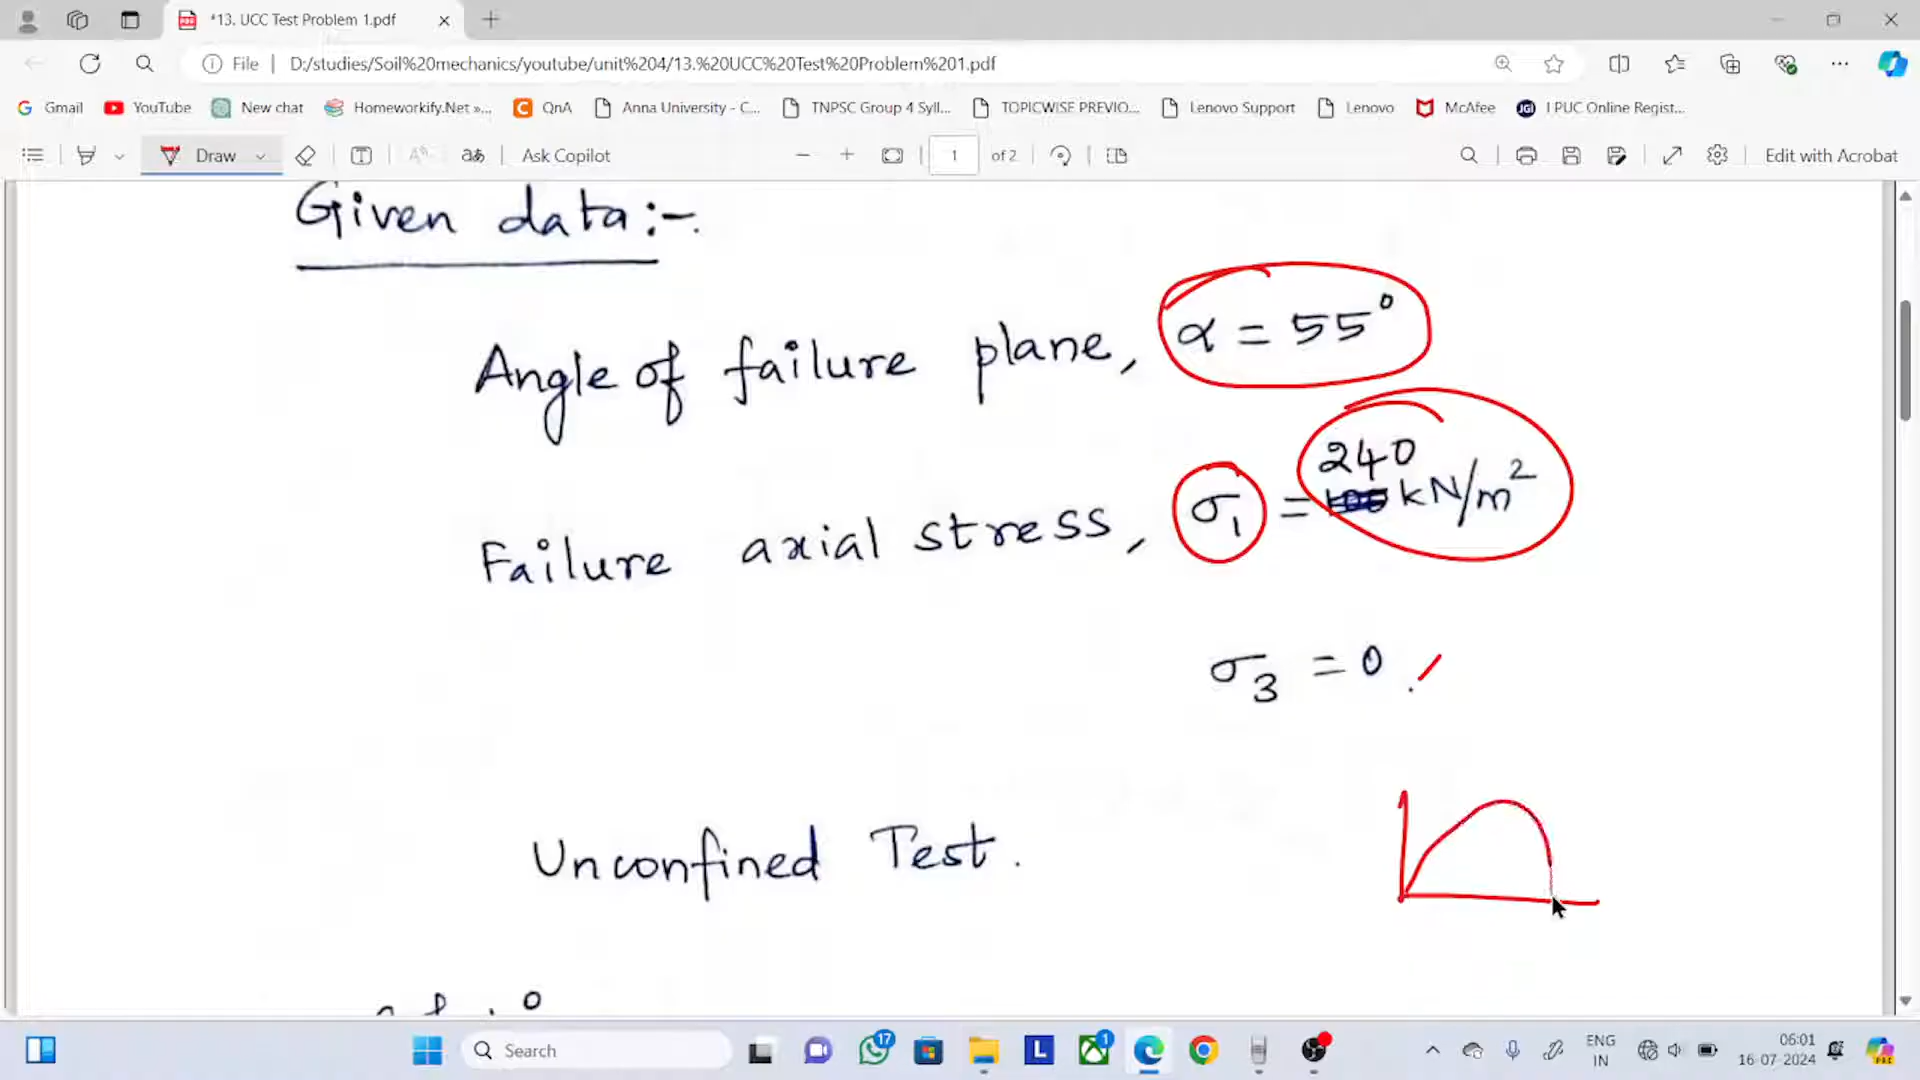 *13. UCC Test Problem 1.pdf
File | D:/studies/Soil%20mechanics/youtube/unit%204/13.%20UCC%20Test%20Problem%201.pdf
Gmail YouTube New chat Homeworkify.Net »... QnA Anna University - C... TNPSC Group 4 Syll... TOPICWISE PREVIO... Lenovo Support Lenovo McAfee I PUC Online Regist...
Draw aあ Ask Copilot 1 of 2 Edit with Acrobat
Given data:-.
Angle of failure plane, α = 55°
240
Failure axial stress, σ₁ = kN/m²
σ₃ = 0
Unconfined Test.
Search 17 1 ENG 06:01
IN 16-07-2024